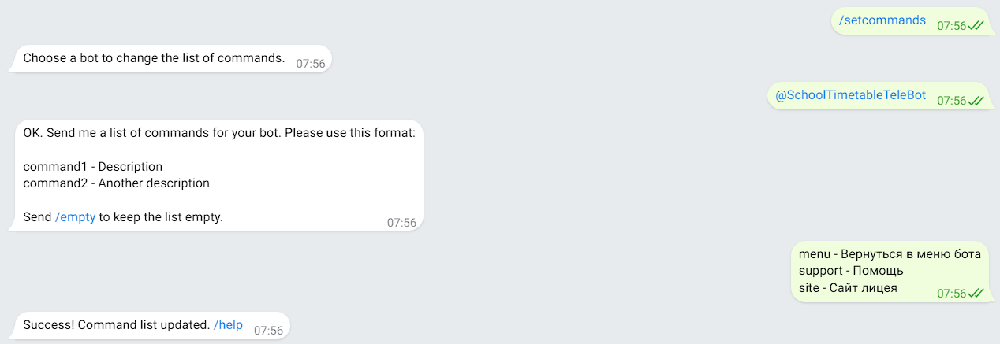 /setcommands 07:56
Choose a bot to change the list of commands. 07:56
@SchoolTimetableTeleBot 07:56
OK. Send me a list of commands for your bot. Please use this format:
command1 - Description
command2 - Another description
Send /empty to keep the list empty. 07:56
menu - Вернуться в меню бота
support - Помощь
site - Сайт лицея 07:56
Success! Command list updated. /help 07:56